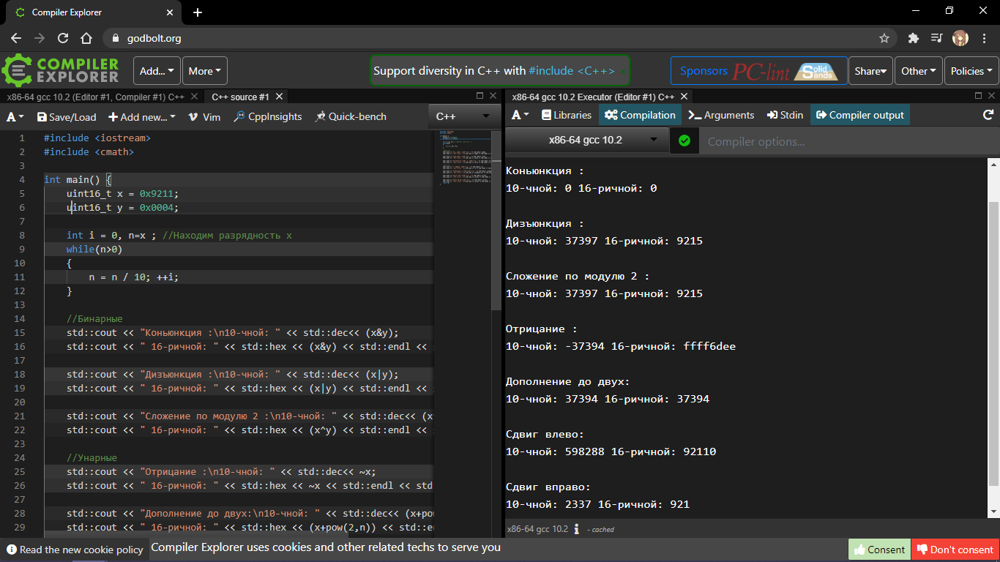 Compiler Explorer
godbolt.org
COMPILER EXPLORER
Add...
More
Support diversity in C++ with #include <C++>
Sponsors PC-lint Solid Sands
Share
Other
Policies
x86-64 gcc 10.2 (Editor #1, Compiler #1) C++
C++ source #1
A Save/Load Add new... Vim CppInsights Quick-bench
C++
1 #include <iostream>
2 #include <cmath>
3
4 int main() {
5 uint16_t x = 0x9211;
6 uint16_t y = 0x0004;
7
8 int i = 0, n=x ; //Находим разрядность x
9 while(n>0)
10 {
11 n = n / 10; ++i;
12 }
13
14 //Бинарные
15 std::cout << "Коньюнкция :\n10-чной: " << std::dec<< (x&y);
16 std::cout << " 16-ричной: " << std::hex << (x&y) << std::endl <<
17
18 std::cout << "Дизъюнкция :\n10-чной: " << std::dec<< (x|y);
19 std::cout << " 16-ричной: " << std::hex << (x|y) << std::endl <<
20
21 std::cout << "Сложение по модулю 2 :\n10-чной: " << std::dec<< (x
22 std::cout << " 16-ричной: " << std::hex << (x^y) << std::endl <<
23
24 //Унарные
25 std::cout << "Отрицание :\n10-чной: " << std::dec<< ~x;
26 std::cout << " 16-ричной: " << std::hex << ~x << std::endl << std
27
28 std::cout << "Дополнение до двух:\n10-чной: " << std::dec<< (x+po
29 std::cout << " 16-ричной: " << std::hex << (x+pow(2,n)) << std::e
x86-64 gcc 10.2 Executor (Editor #1) C++
A Libraries Compilation Arguments Stdin Compiler output
x86-64 gcc 10.2
Compiler options...
Коньюнкция :
10-чной: 0 16-ричной: 0
Дизъюнкция :
10-чной: 37397 16-ричной: 9215
Сложение по модулю 2 :
10-чной: 37397 16-ричной: 9215
Отрицание :
10-чной: -37394 16-ричной: ffff6dee
Дополнение до двух:
10-чной: 37394 16-ричной: 37394
Сдвиг влево:
10-чной: 598288 16-ричной: 92110
Сдвиг вправо:
10-чной: 2337 16-ричной: 921
x86-64 gcc 10.2 i - cached
Read the new cookie policy
Compiler Explorer uses cookies and other related techs to serve you
Consent
Don't consent